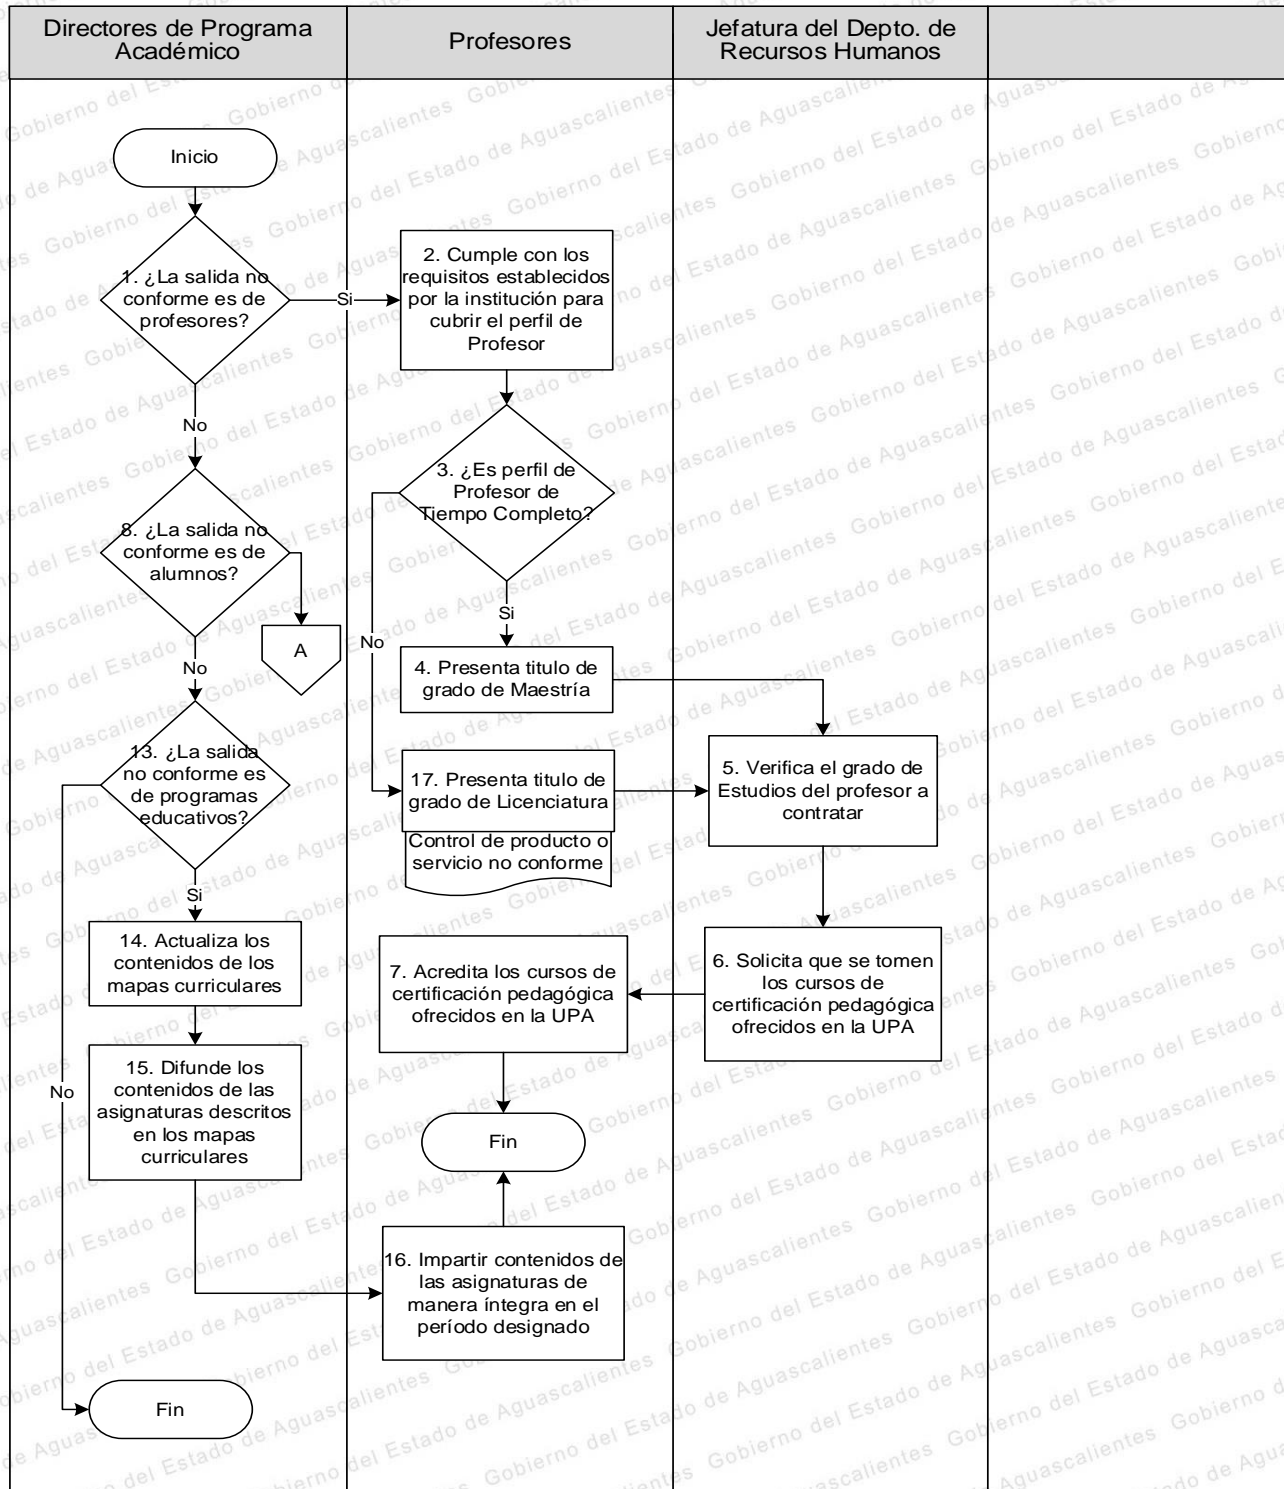 Directores de Programa
Académico
Profesores
Jefatura del Depto. de
Recursos Humanos
Inicio
1. ¿La salida no
conforme es de
profesores?
Si
2. Cumple con los
requisitos establecidos
por la institución para
cubrir el perfil de
Profesor
No
3. ¿Es perfil de
Profesor de
Tiempo Completo?
8. ¿La salida no
conforme es de
alumnos?
A
Si
No
No
4. Presenta titulo de
grado de Maestría
13. ¿La salida
no conforme es
de programas
educativos?
17. Presenta titulo de
grado de Licenciatura
Control de producto o
servicio no conforme
5. Verifica el grado de
Estudios del profesor a
contratar
Si
14. Actualiza los
contenidos de los
mapas curriculares
7. Acredita los cursos de
certificación pedagógica
ofrecidos en la UPA
6. Solicita que se tomen
los cursos de
certificación pedagógica
ofrecidos en la UPA
No
15. Difunde los
contenidos de las
asignaturas descritos
en los mapas
curriculares
Fin
16. Impartir contenidos de
las asignaturas de
manera íntegra en el
período designado
Fin
Gobierno del Estado de Aguascalientes